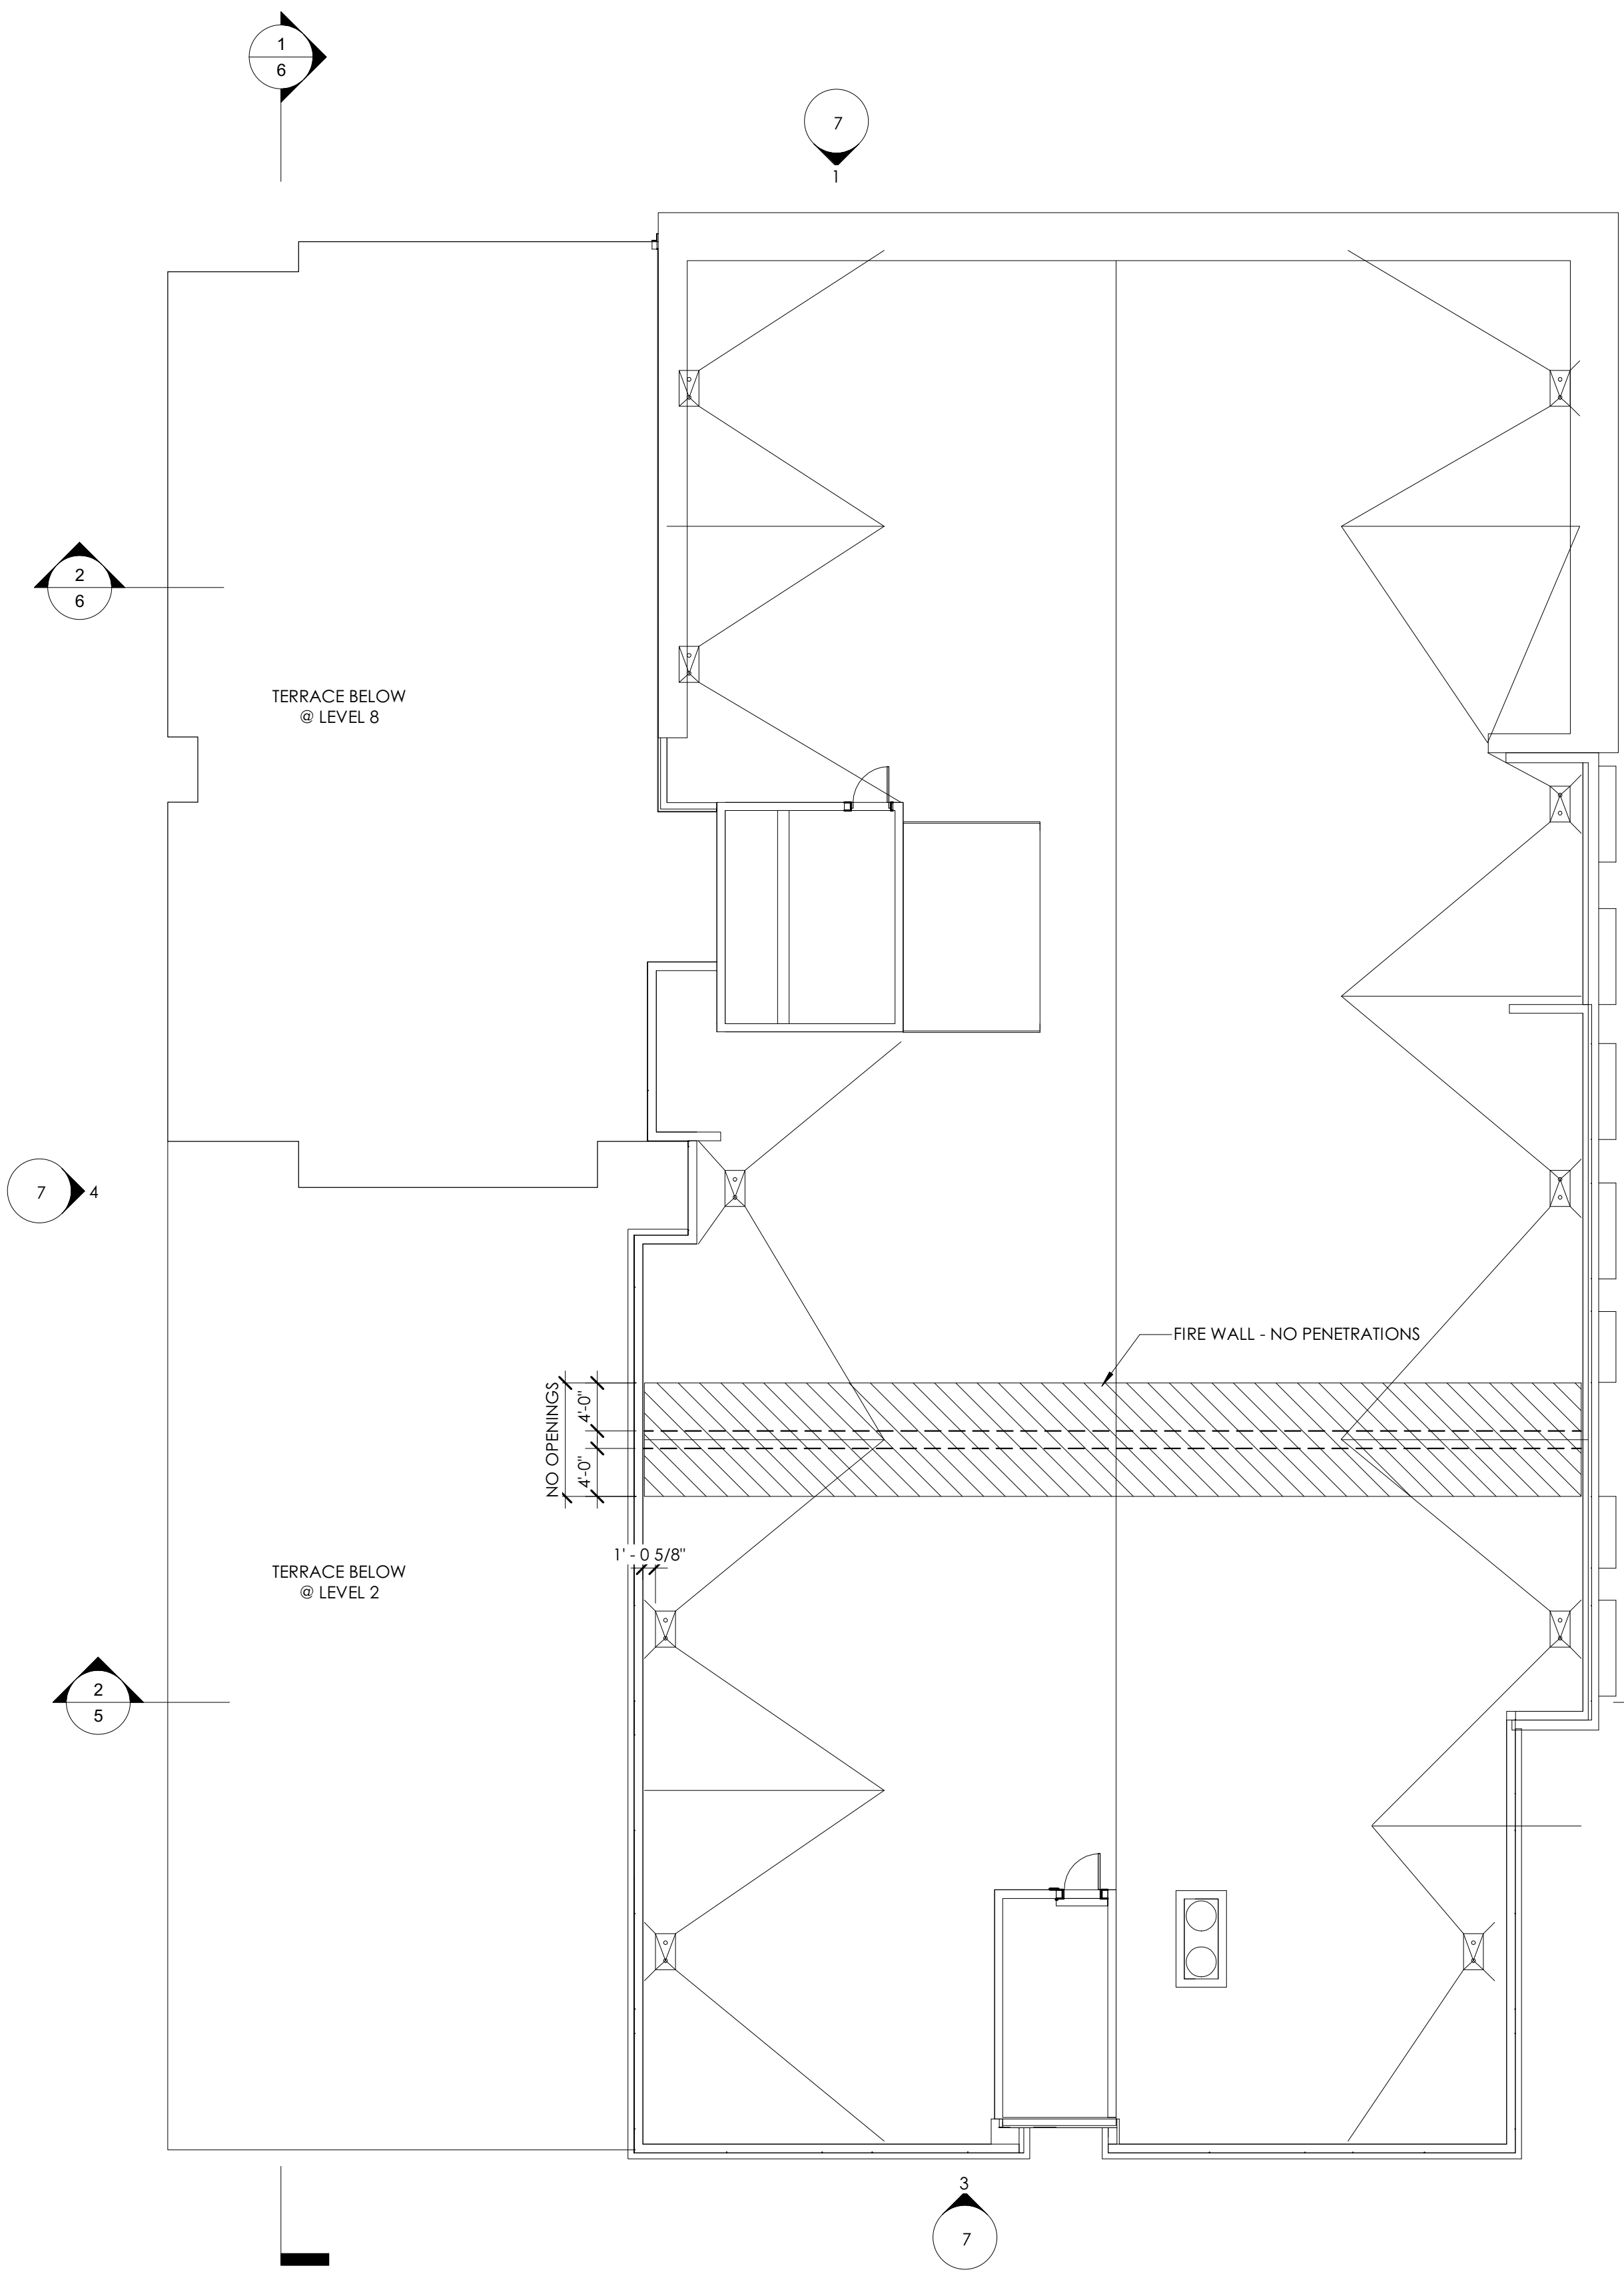 1
6
7
1
2
6
TERRACE BELOW
@ LEVEL 8
7
4
FIRE WALL - NO PENETRATIONS
NO OPENINGS
4'-0"
4'-0"
1' - 0 5/8"
TERRACE BELOW
@ LEVEL 2
2
5
3
7